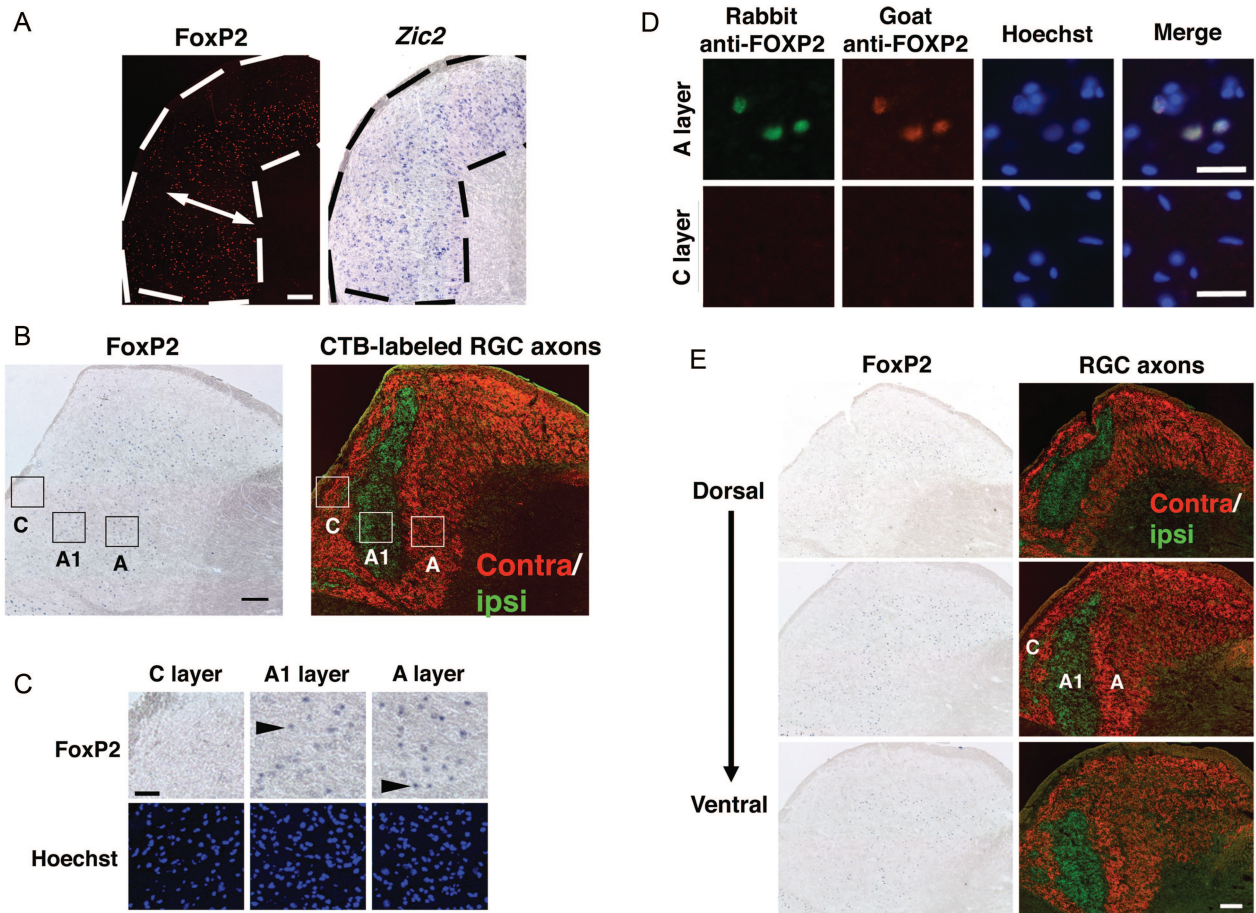 A
FoxP2
Zic2
B
FoxP2
CTB-labeled RGC axons
C
A1
A
C
A1
A
Contra/
ipsi
C
C layer
A1 layer
A layer
FoxP2
Hoechst
D
Rabbit
anti-FOXP2
Goat
anti-FOXP2
Hoechst
Merge
A layer
C layer
E
FoxP2
RGC axons
Dorsal
Contra/
ipsi
C
A1
A
Ventral